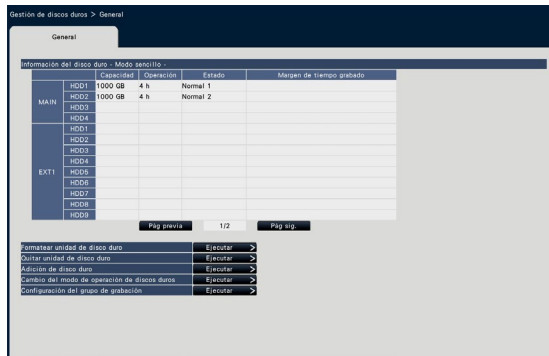 Gestión de discos duros > General
General
Información del disco duro - Modo sencillo -
Capacidad Operación Estado Margen de tiempo grabado
MAIN
HDD1 1000 GB 4 h Normal 1
HDD2 1000 GB 4 h Normal 2
HDD3
HDD4
EXT1
HDD1
HDD2
HDD3
HDD4
HDD5
HDD6
HDD7
HDD8
HDD9
Pág previa 1/2 Pág sig.
Formatear unidad de disco duro Ejecutar >
Quitar unidad de disco duro Ejecutar >
Adición de disco duro Ejecutar >
Cambio del modo de operación de discos duros Ejecutar >
Configuración del grupo de grabación Ejecutar >